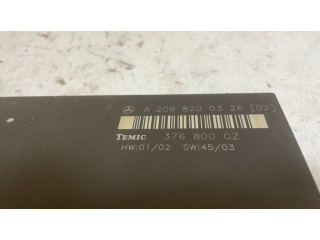 A 209 820 03 26 [02]
TEMIC 376 800 GZ
HW:01/02 SW:45/03